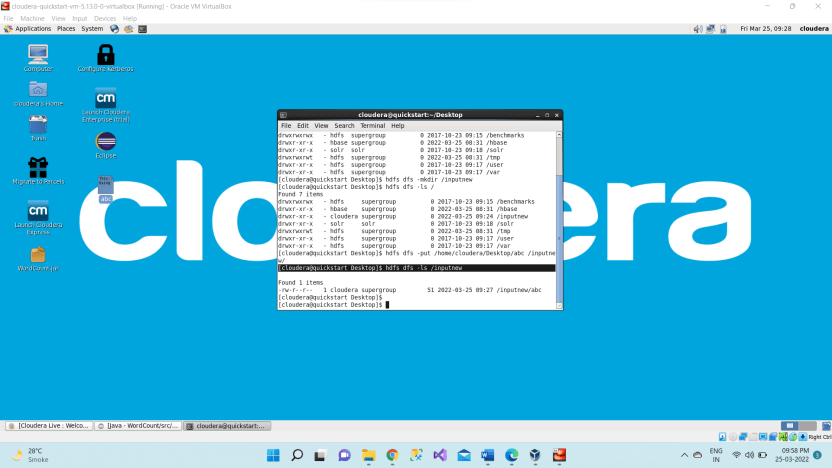 cloudera-quickstart-vm-5.13.0-0-virtualbox [Running] - Oracle VM VirtualBox
File Machine View Input Devices Help
Applications Places System
Fri Mar 25, 09:28 cloudera
Computer
Configure Kerberos
cloudera's Home
Launch Cloudera
Enterprise (trial)
Trash
Eclipse
Migrate to Parcels
abc
Launch Cloudera
Express
WordCount.jar
cloudera
cloudera@quickstart:~/Desktop
File Edit View Search Terminal Help
drwxrwxrwx - hdfs supergroup 0 2017-10-23 09:15 /benchmarks
drwxr-xr-x - hbase supergroup 0 2022-03-25 08:31 /hbase
drwxr-xr-x - solr solr 0 2017-10-23 09:18 /solr
drwxrwxrwt - hdfs supergroup 0 2022-03-25 08:31 /tmp
drwxr-xr-x - hdfs supergroup 0 2017-10-23 09:17 /user
drwxr-xr-x - hdfs supergroup 0 2017-10-23 09:17 /var
[cloudera@quickstart Desktop]$ hdfs dfs -mkdir /inputnew
[cloudera@quickstart Desktop]$ hdfs dfs -ls /
Found 7 items
drwxrwxrwx - hdfs supergroup 0 2017-10-23 09:15 /benchmarks
drwxr-xr-x - hbase supergroup 0 2022-03-25 08:31 /hbase
drwxr-xr-x - cloudera supergroup 0 2022-03-25 09:24 /inputnew
drwxr-xr-x - solr solr 0 2017-10-23 09:18 /solr
drwxrwxrwt - hdfs supergroup 0 2022-03-25 08:31 /tmp
drwxr-xr-x - hdfs supergroup 0 2017-10-23 09:17 /user
drwxr-xr-x - hdfs supergroup 0 2017-10-23 09:17 /var
[cloudera@quickstart Desktop]$ hdfs dfs -put /home/cloudera/Desktop/abc /inputne
w/
[cloudera@quickstart Desktop]$ hdfs dfs -ls /inputnew
Found 1 items
-rw-r--r-- 1 cloudera supergroup 51 2022-03-25 09:27 /inputnew/abc
[cloudera@quickstart Desktop]$
[cloudera@quickstart Desktop]$
[Cloudera Live : Welco...
[Java - WordCount/src/...
cloudera@quickstart:...
Right Ctrl
28°C
Smoke
ENG
IN
09:58 PM
25-03-2022